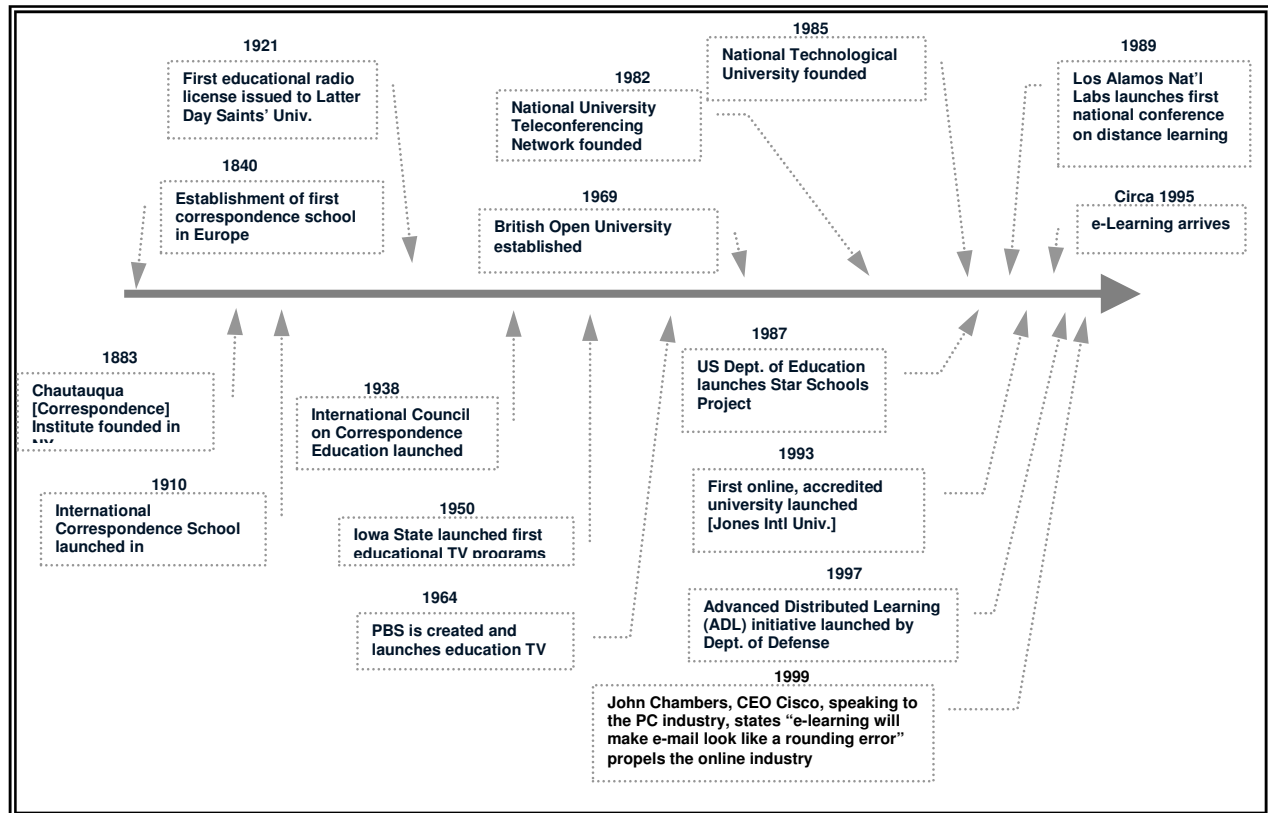 1921
First educational radio
license issued to Latter
Day Saints' Univ.
1840
Establishment of first
correspondence school
in Europe
1982
National University
Teleconferencing
Network founded
1969
British Open University
established
1985
National Technological
University founded
1989
Los Alamos Nat'l
Labs launches first
national conference
on distance learning
Circa 1995
e-Learning arrives
1883
Chautauqua
[Correspondence]
Institute founded in
NY
1910
International
Correspondence School
launched in
1938
International Council
on Correspondence
Education launched
1950
Iowa State launched first
educational TV programs
1964
PBS is created and
launches education TV
1987
US Dept. of Education
launches Star Schools
Project
1993
First online, accredited
university launched
[Jones Intl Univ.]
1997
Advanced Distributed Learning
(ADL) initiative launched by
Dept. of Defense
1999
John Chambers, CEO Cisco, speaking to
the PC industry, states “e-learning will
make e-mail look like a rounding error”
propels the online industry